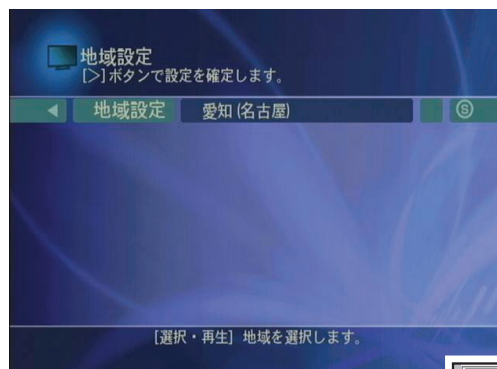 地域設定
[>]ボタンで設定を確定します。
◀ 地域設定 愛知(名古屋) Ⓢ
[選択・再生] 地域を選択します。